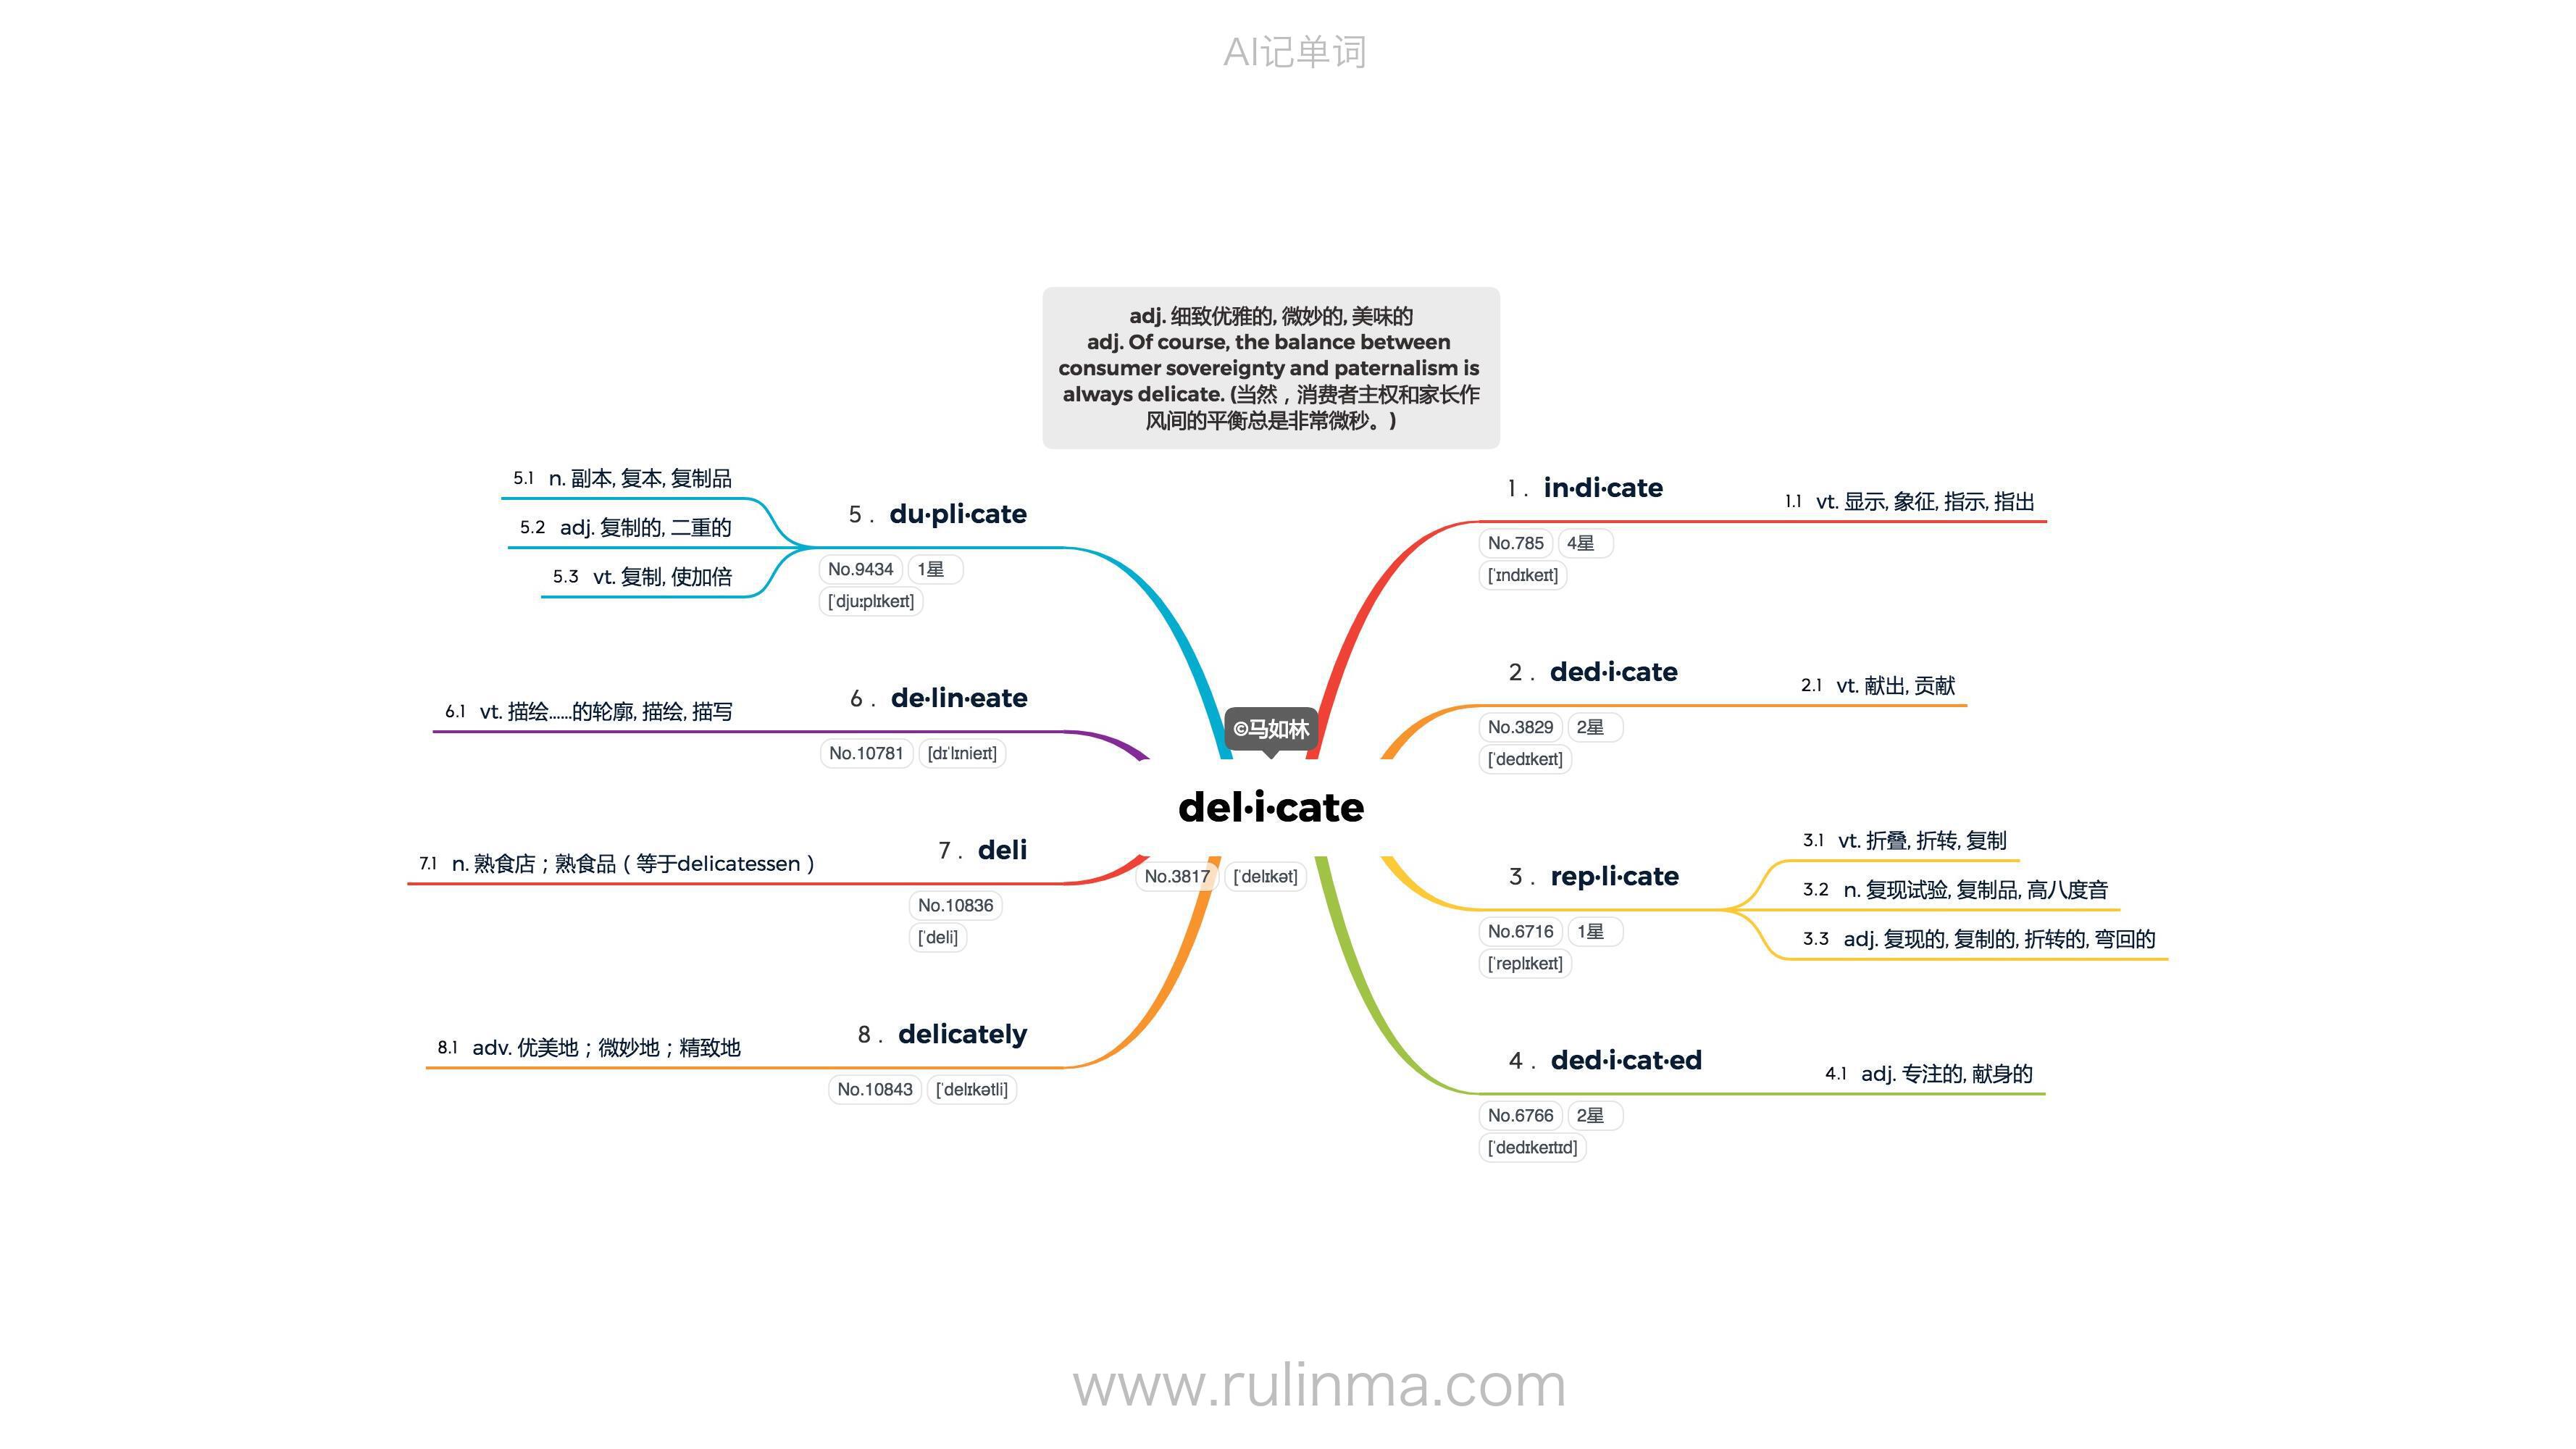 AI记单词
adj. 细致优雅的, 微妙的, 美味的
adj. Of course, the balance between
consumer sovereignty and paternalism is
always delicate. (当然，消费者主权和家长作
风间的平衡总是非常微秒。)
©马如林
del·i·cate
No.3817 [ˈdelɪkət]
1 . in·di·cate
No.785 4星
[ˈɪndɪkeɪt]
1.1 vt. 显示, 象征, 指示, 指出
2 . ded·i·cate
No.3829 2星
[ˈdedɪkeɪt]
2.1 vt. 献出, 贡献
3 . rep·li·cate
No.6716 1星
[ˈreplɪkeɪt]
3.1 vt. 折叠, 折转, 复制
3.2 n. 复现试验, 复制品, 高八度音
3.3 adj. 复现的, 复制的, 折转的, 弯回的
4 . ded·i·cat·ed
No.6766 2星
[ˈdedɪkeɪtɪd]
4.1 adj. 专注的, 献身的
5 . du·pli·cate
No.9434 1星
[ˈdjuːplɪkeɪt]
5.1 n. 副本, 复本, 复制品
5.2 adj. 复制的, 二重的
5.3 vt. 复制, 使加倍
6 . de·lin·eate
No.10781 [dɪˈlɪnieɪt]
6.1 vt. 描绘……的轮廓, 描绘, 描写
7 . deli
No.10836
[ˈdeli]
7.1 n. 熟食店；熟食品（等于delicatessen）
8 . delicately
No.10843 [ˈdelɪkətli]
8.1 adv. 优美地；微妙地；精致地
www.rulinma.com